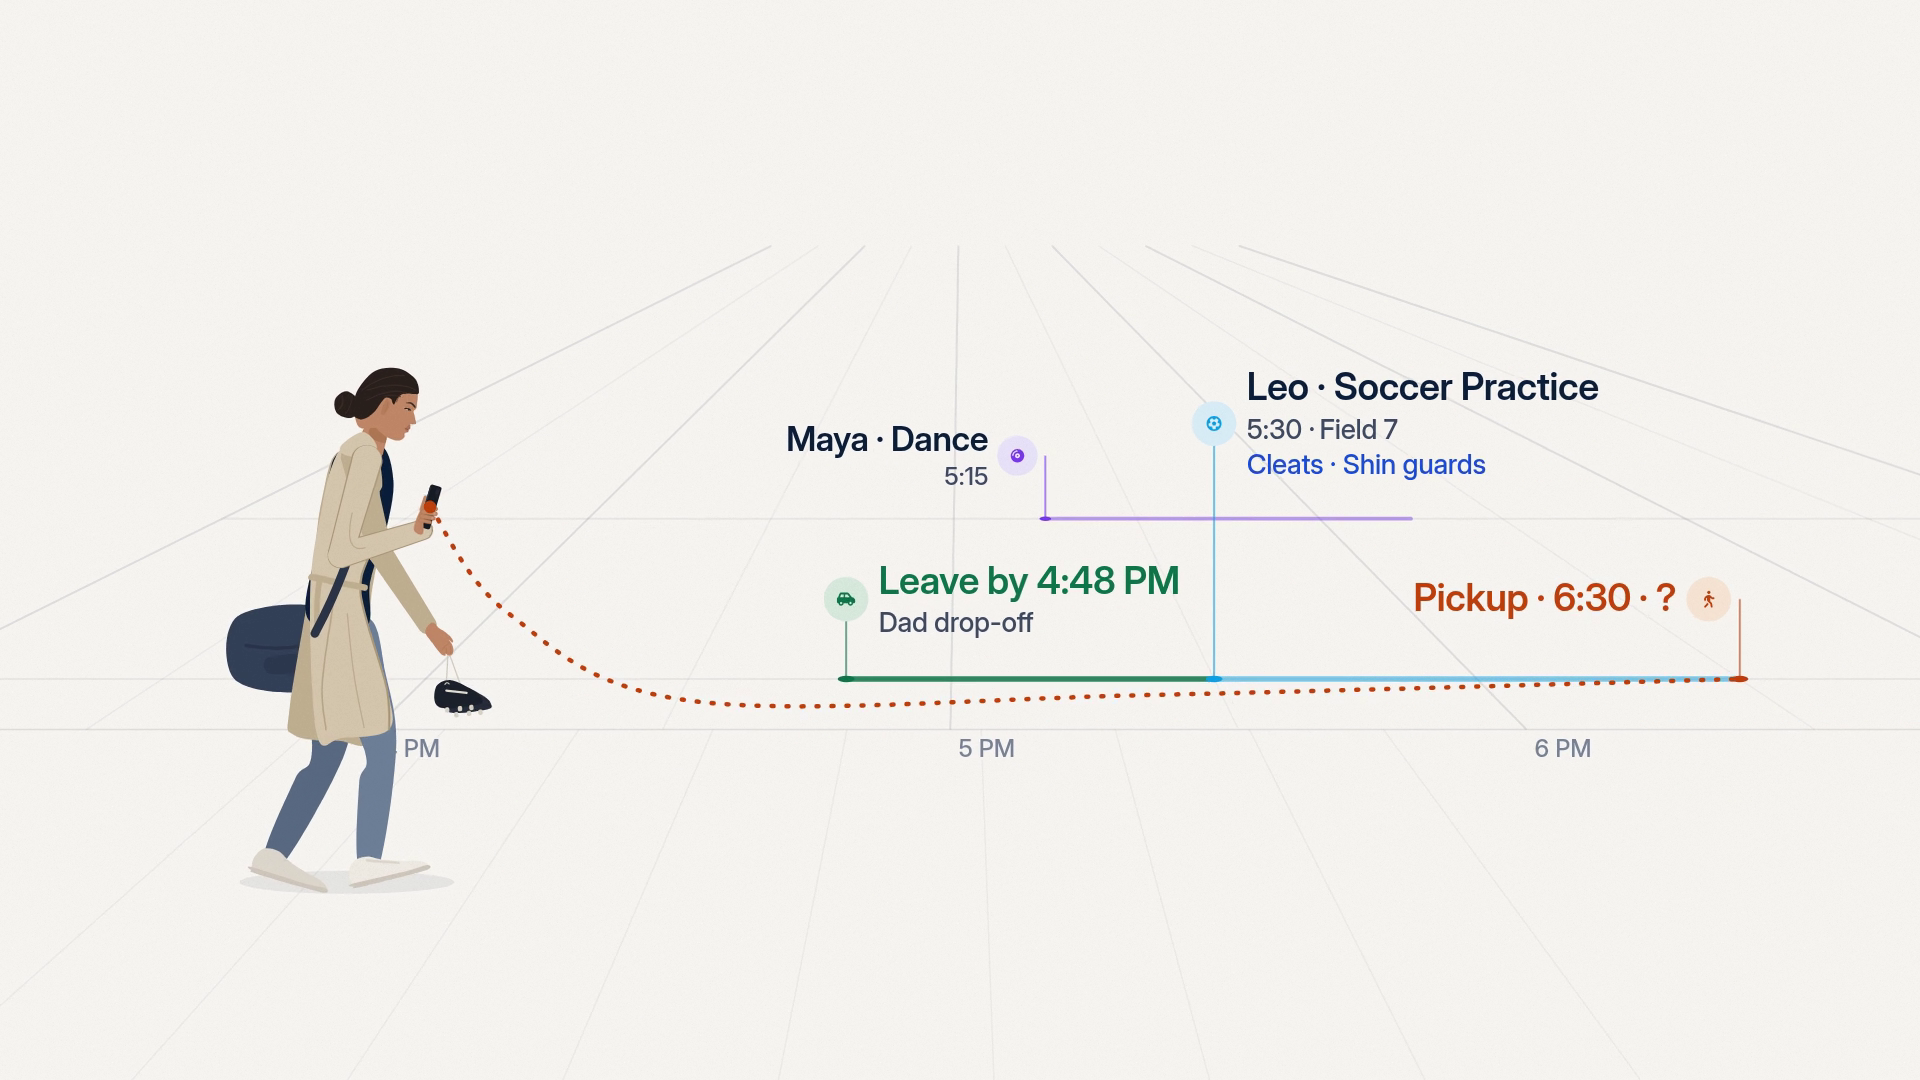 Leo · Soccer Practice
5:30 · Field 7
Cleats · Shin guards
Maya · Dance
5:15
Leave by 4:48 PM
Dad drop-off
Pickup · 6:30 · ?
PM
5 PM
6 PM